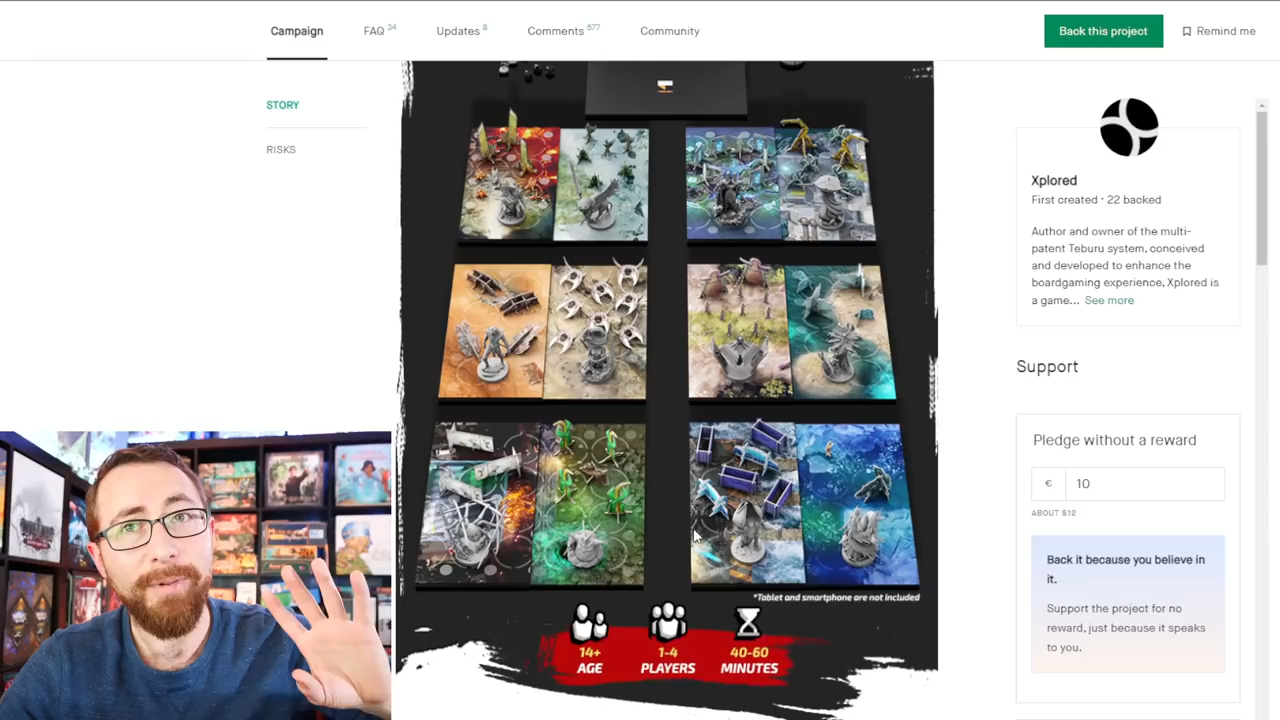 Campaign
FAQ 34
Updates 8
Comments 577
Community
Back this project
Remind me
STORY
RISKS
Xplored
First created · 22 backed
Author and owner of the multi-
patent Teburu system, conceived
and developed to enhance the
boardgaming experience, Xplored is
a game... See more
Support
Pledge without a reward
€ 10
ABOUT $12
Back it because you believe in
it.
Support the project for no
reward, just because it speaks
to you.
*Tablet and smartphone are not included
14+
AGE
1-4
PLAYERS
40-60
MINUTES